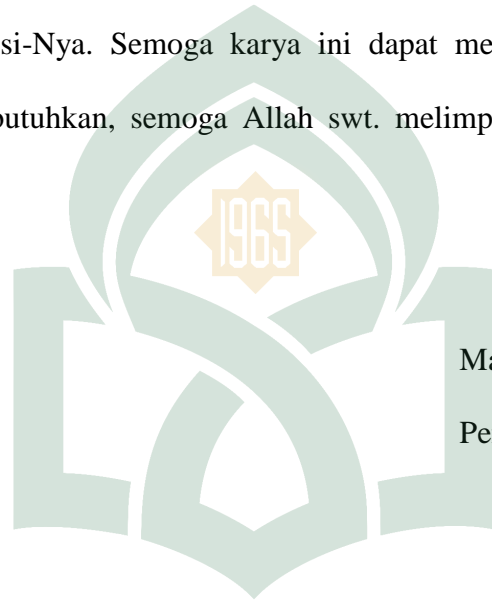 si-Nya. Semoga karya ini dapat me
butuhkan, semoga Allah swt. melimp
1965
Ma
Pe